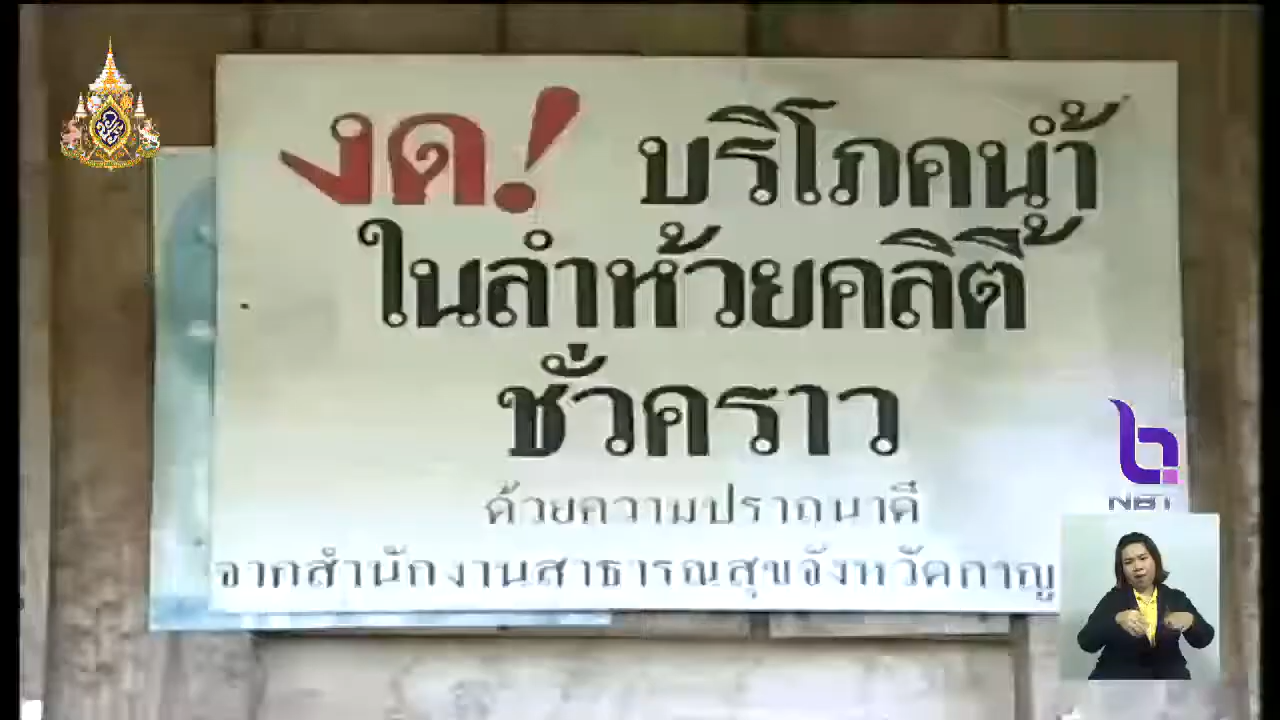 งด! บริโภคน้ำ
ในลำห้วยคลิตี้
ชั่วคราว
ด้วยความปราถนาดี
จากสำนักงานสาธารณสุขจังหวัดกาญ
NBT